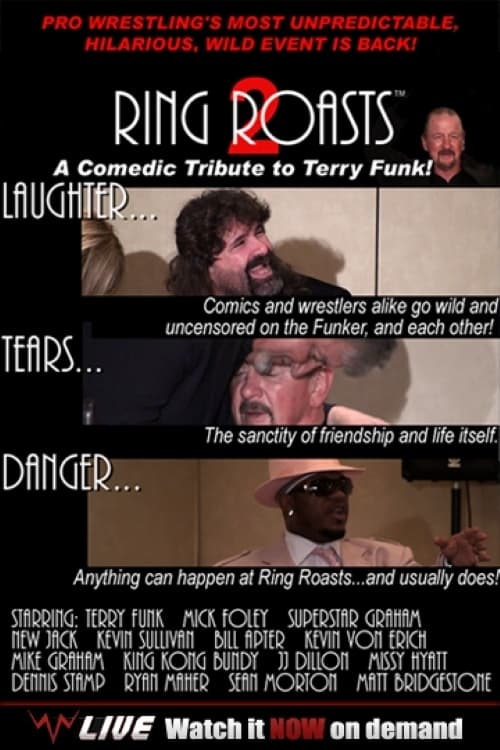 PRO WRESTLING'S MOST UNPREDICTABLE,
HILARIOUS, WILD EVENT IS BACK!
RING ROASTS™
2
A Comedic Tribute to Terry Funk!
LAUGHTER...
Comics and wrestlers alike go wild and
uncensored on the Funker, and each other!
TEARS...
The sanctity of friendship and life itself.
DANGER...
Anything can happen at Ring Roasts...and usually does!
STARRING: TERRY FUNK MICK FOLEY SUPERSTAR GRAHAM
NEW JACK KEVIN SULLIVAN BILL APTER KEVIN VON ERICH
MIKE GRAHAM KING KONG BUNDY JJ DILLON MISSY HYATT
DENNIS STAMP RYAN MAHER SEAN MORTON MATT BRIDGESTONE
LIVE Watch it NOW on demand